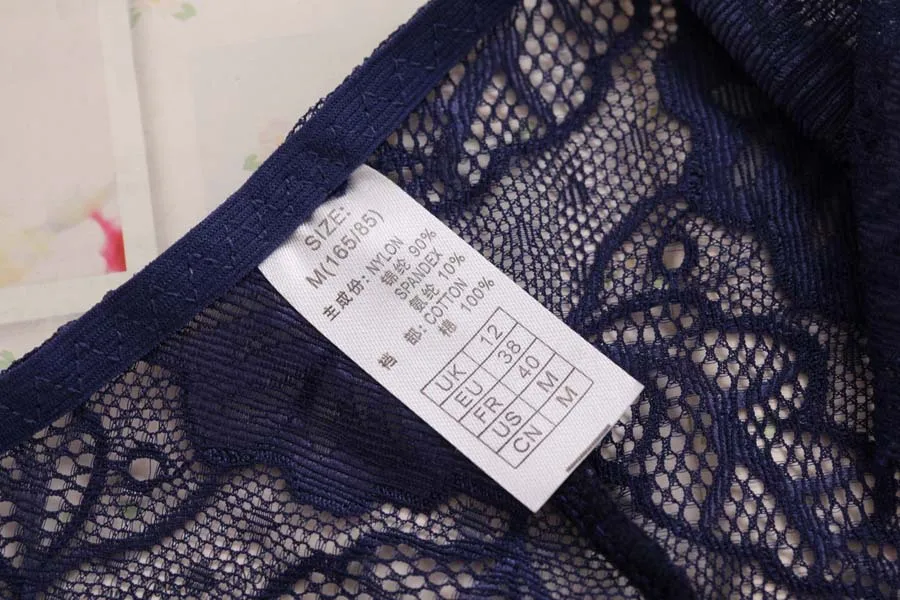 SIZE:
M(165/85)
主成份: NYLON
锦纶 90%
SPANDEX
氨纶 10%
裆 部: COTTON
棉 100%
UK 12
EU 38
FR 40
US M
CN M